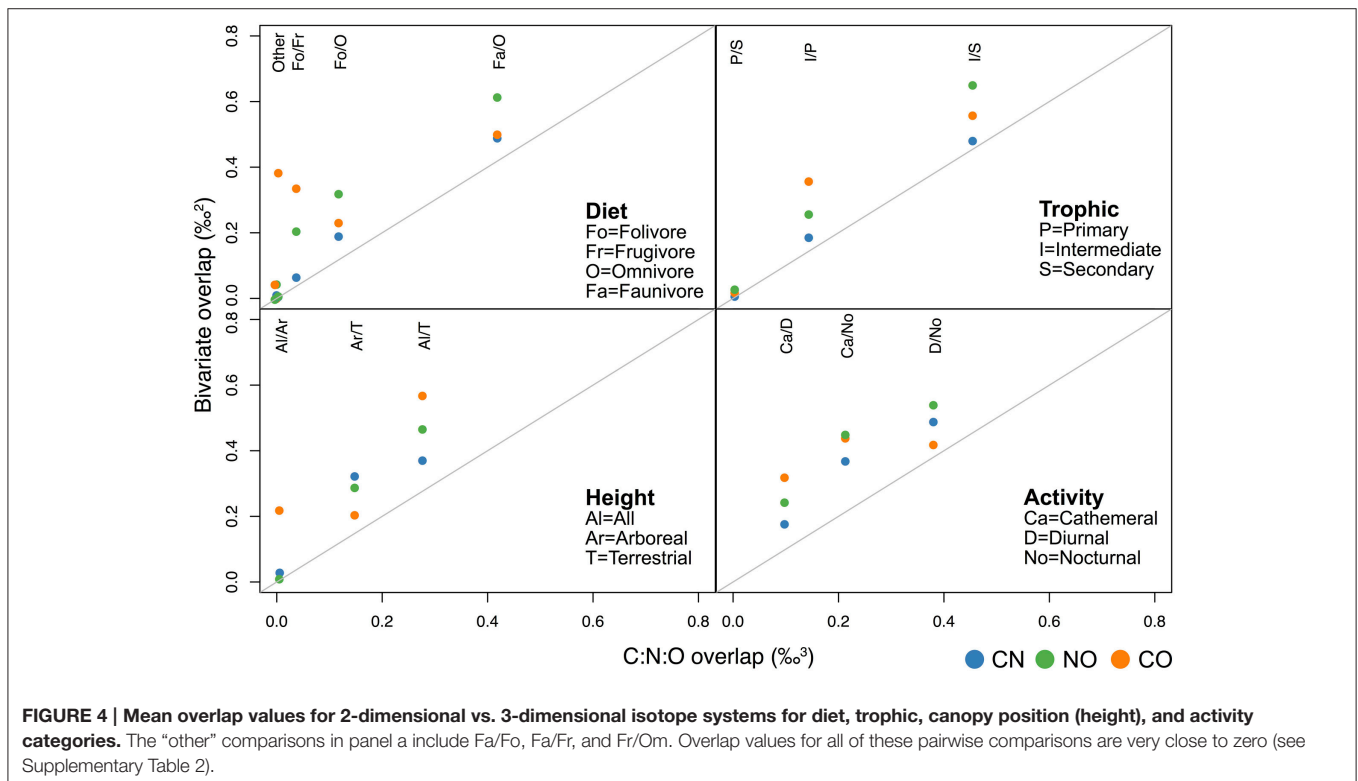 0.8
0.6
0.4
0.2
0.0
Other
Fo/Fr
Fo/O
Fa/O
Diet
Fo=Folivore
Fr=Frugivore
O=Omnivore
Fa=Faunivore
P/S
I/P
I/S
Trophic
P=Primary
I=Intermediate
S=Secondary
Bivariate overlap (‰²)
0.8
0.6
0.4
0.2
0.0
Al/Ar
Ar/T
Al/T
Height
Al=All
Ar=Arboreal
T=Terrestrial
Ca/D
Ca/No
D/No
Activity
Ca=Cathemeral
D=Diurnal
No=Nocturnal
0.0 0.2 0.4 0.6 0.8
0.0 0.2 0.4 0.6 0.8
C:N:O overlap (‰³)
CN NO CO
FIGURE 4 | Mean overlap values for 2-dimensional vs. 3-dimensional isotope systems for diet, trophic, canopy position (height), and activity
categories. The “other” comparisons in panel a include Fa/Fo, Fa/Fr, and Fr/Om. Overlap values for all of these pairwise comparisons are very close to zero (see
Supplementary Table 2).